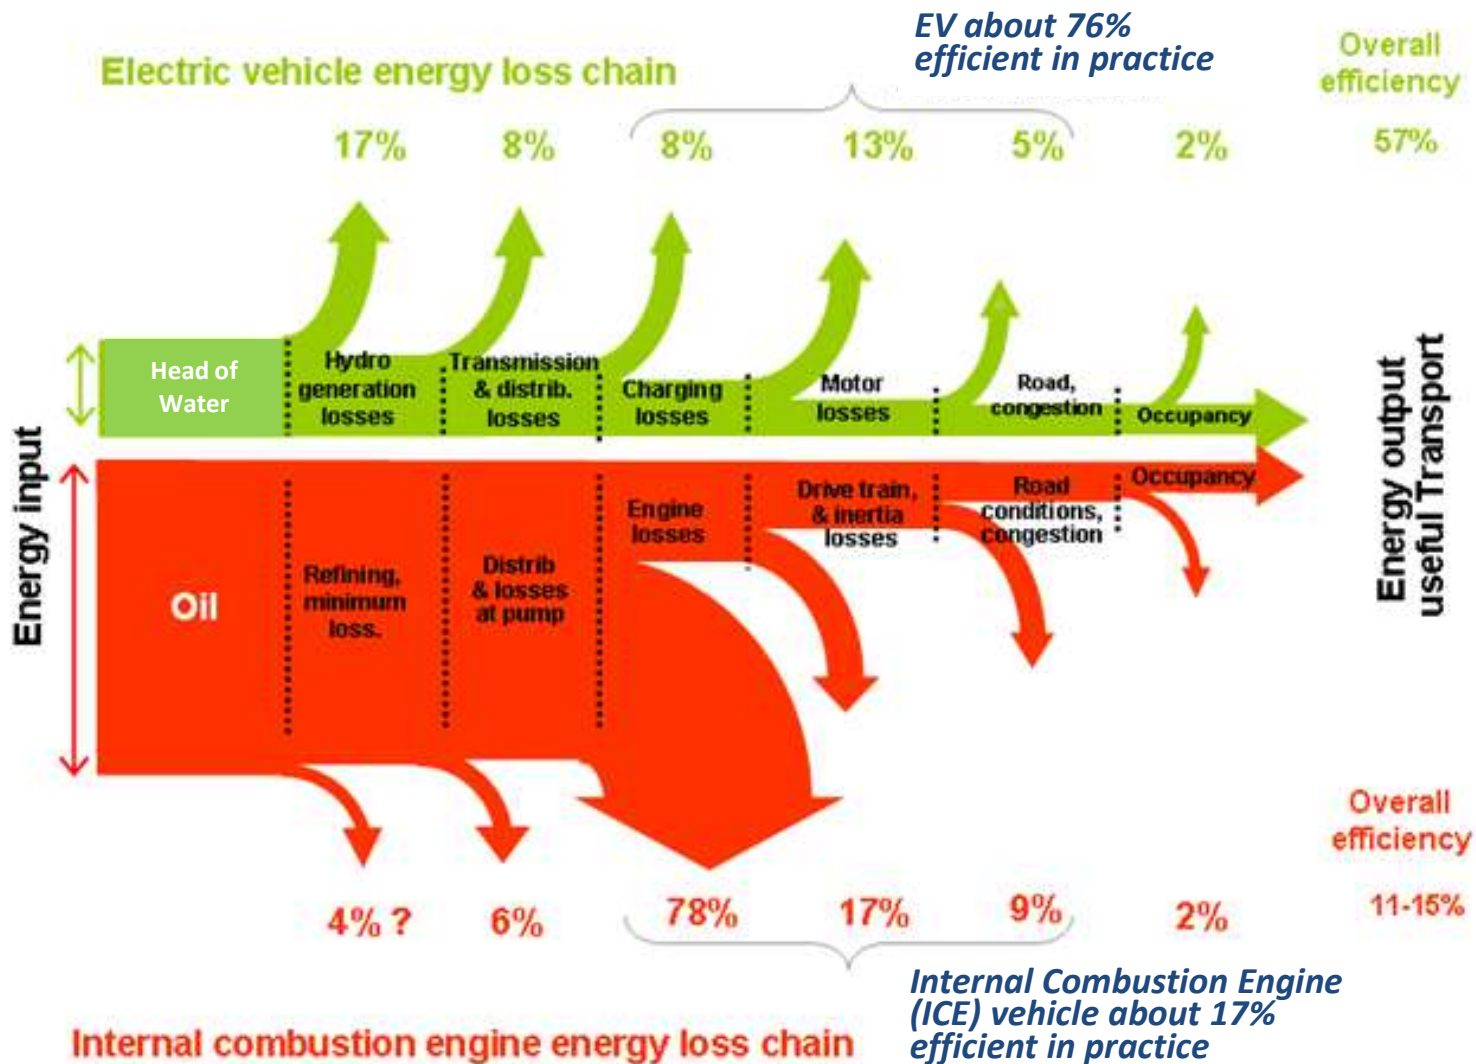 EV about 76%
efficient in practice
Overall
efficiency
Electric vehicle energy loss chain
17%
8%
8%
13%
5%
2%
57%
Head of
Water
Hydro
generation
losses
Transmission
& distrib.
losses
Charging
losses
Motor
losses
Road,
congestion
Occupancy
Energy input
Energy output
useful Transport
Oil
Refining,
minimum
loss.
Distrib
& losses
at pump
Engine
losses
Drive train,
& inertia
losses
Road
conditions,
congestion
Occupancy
Overall
efficiency
4% ?
6%
78%
17%
9%
2%
11-15%
Internal Combustion Engine
(ICE) vehicle about 17%
efficient in practice
Internal combustion engine energy loss chain